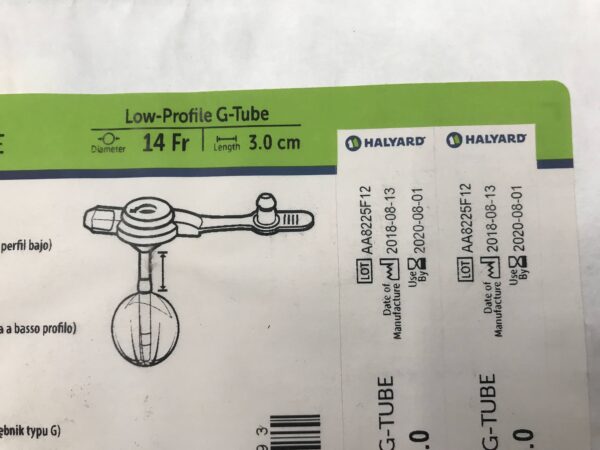 Low-Profile G-Tube
Diameter 14 Fr Length 3.0 cm
E
perfil bajo)
a a basso profilo)
ębnik typu G)
9 3
HALYARD
LOT AA8225F12
Date of Manufacture 2018-08-13
Use By 2020-08-01
G-TUBE
.0
HALYARD
LOT AA8225F12
Date of Manufacture 2018-08-13
Use By 2020-08-01
G-TUBE
.0